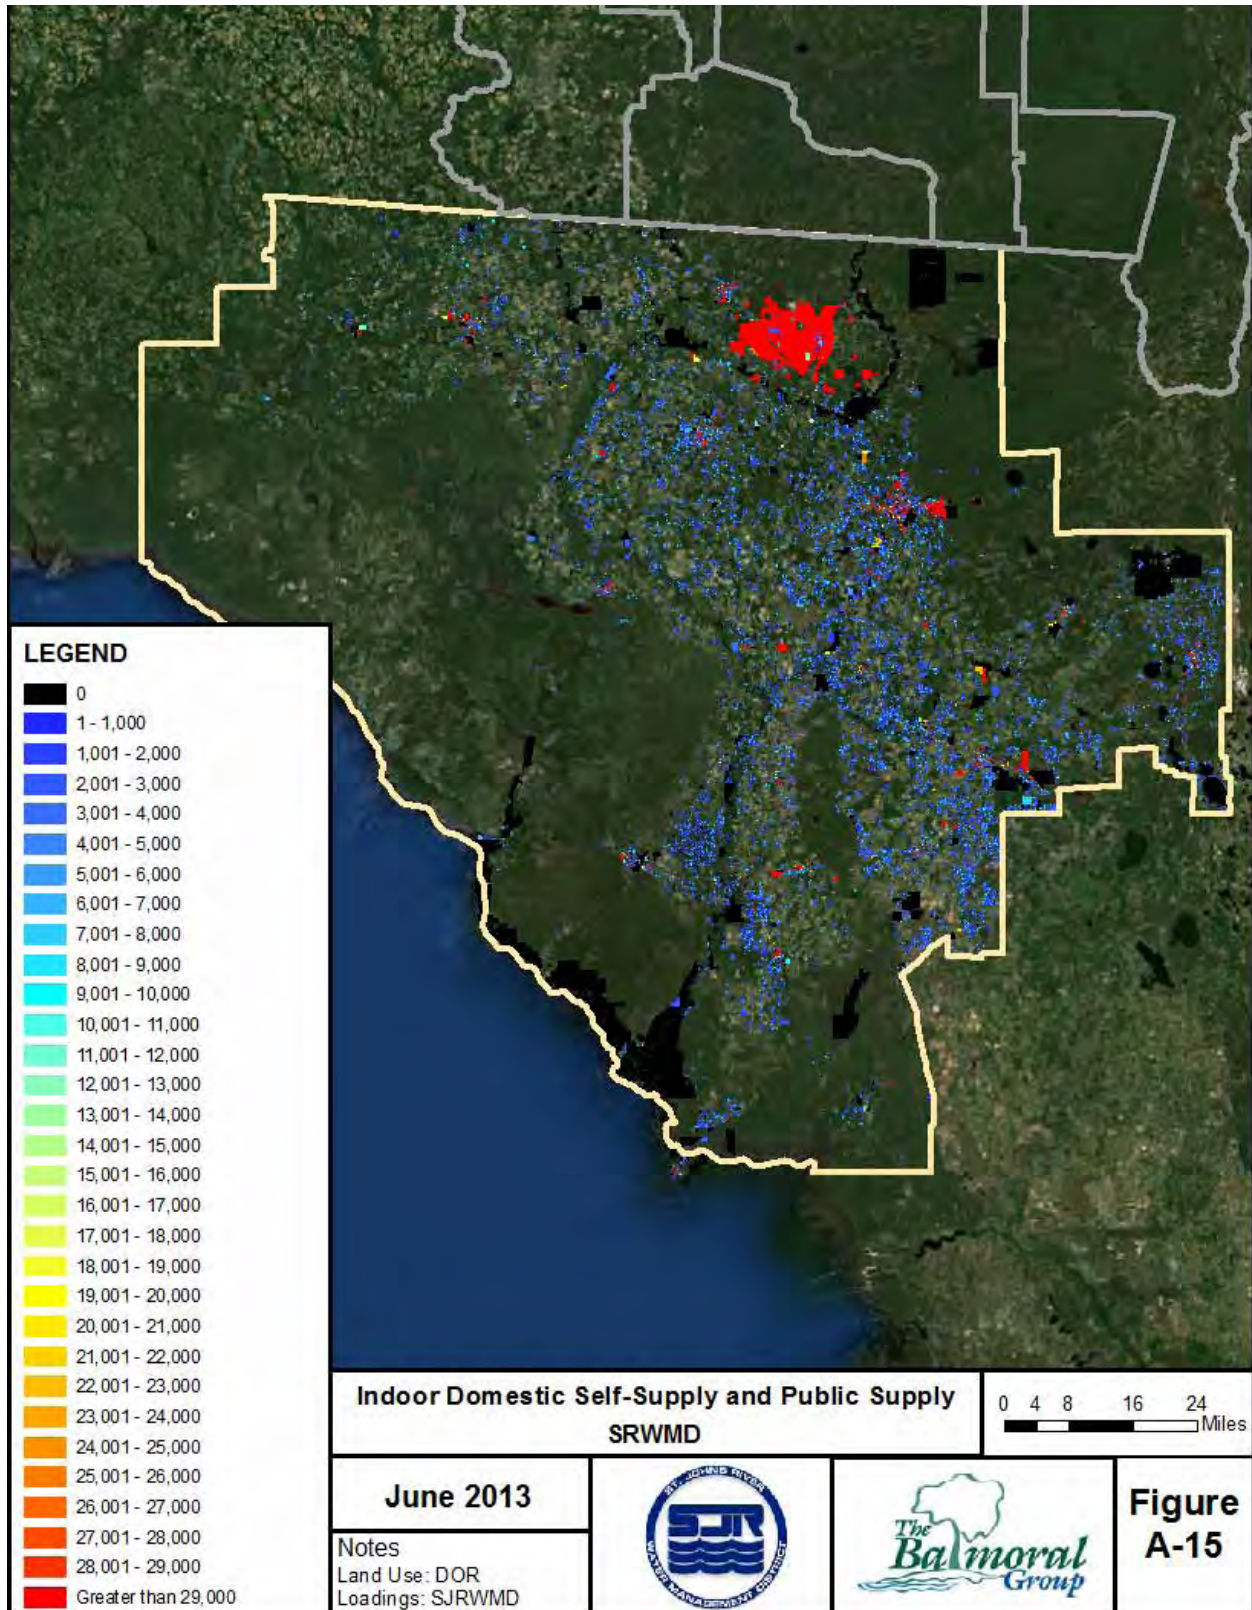 LEGEND
0
1 - 1,000
1,001 - 2,000
2,001 - 3,000
3,001 - 4,000
4,001 - 5,000
5,001 - 6,000
6,001 - 7,000
7,001 - 8,000
8,001 - 9,000
9,001 - 10,000
10,001 - 11,000
11,001 - 12,000
12,001 - 13,000
13,001 - 14,000
14,001 - 15,000
15,001 - 16,000
16,001 - 17,000
17,001 - 18,000
18,001 - 19,000
19,001 - 20,000
20,001 - 21,000
21,001 - 22,000
22,001 - 23,000
23,001 - 24,000
24,001 - 25,000
25,001 - 26,000
26,001 - 27,000
27,001 - 28,000
28,001 - 29,000
Greater than 29,000
Indoor Domestic Self-Supply and Public Supply
SRWMD
0 4 8 16 24
Miles
June 2013
Notes
Land Use: DOR
Loadings: SJRWMD
ST. JOHNS RIVER
SJR
WATER MANAGEMENT DISTRICT
The
Balmoral
Group
Figure
A-15